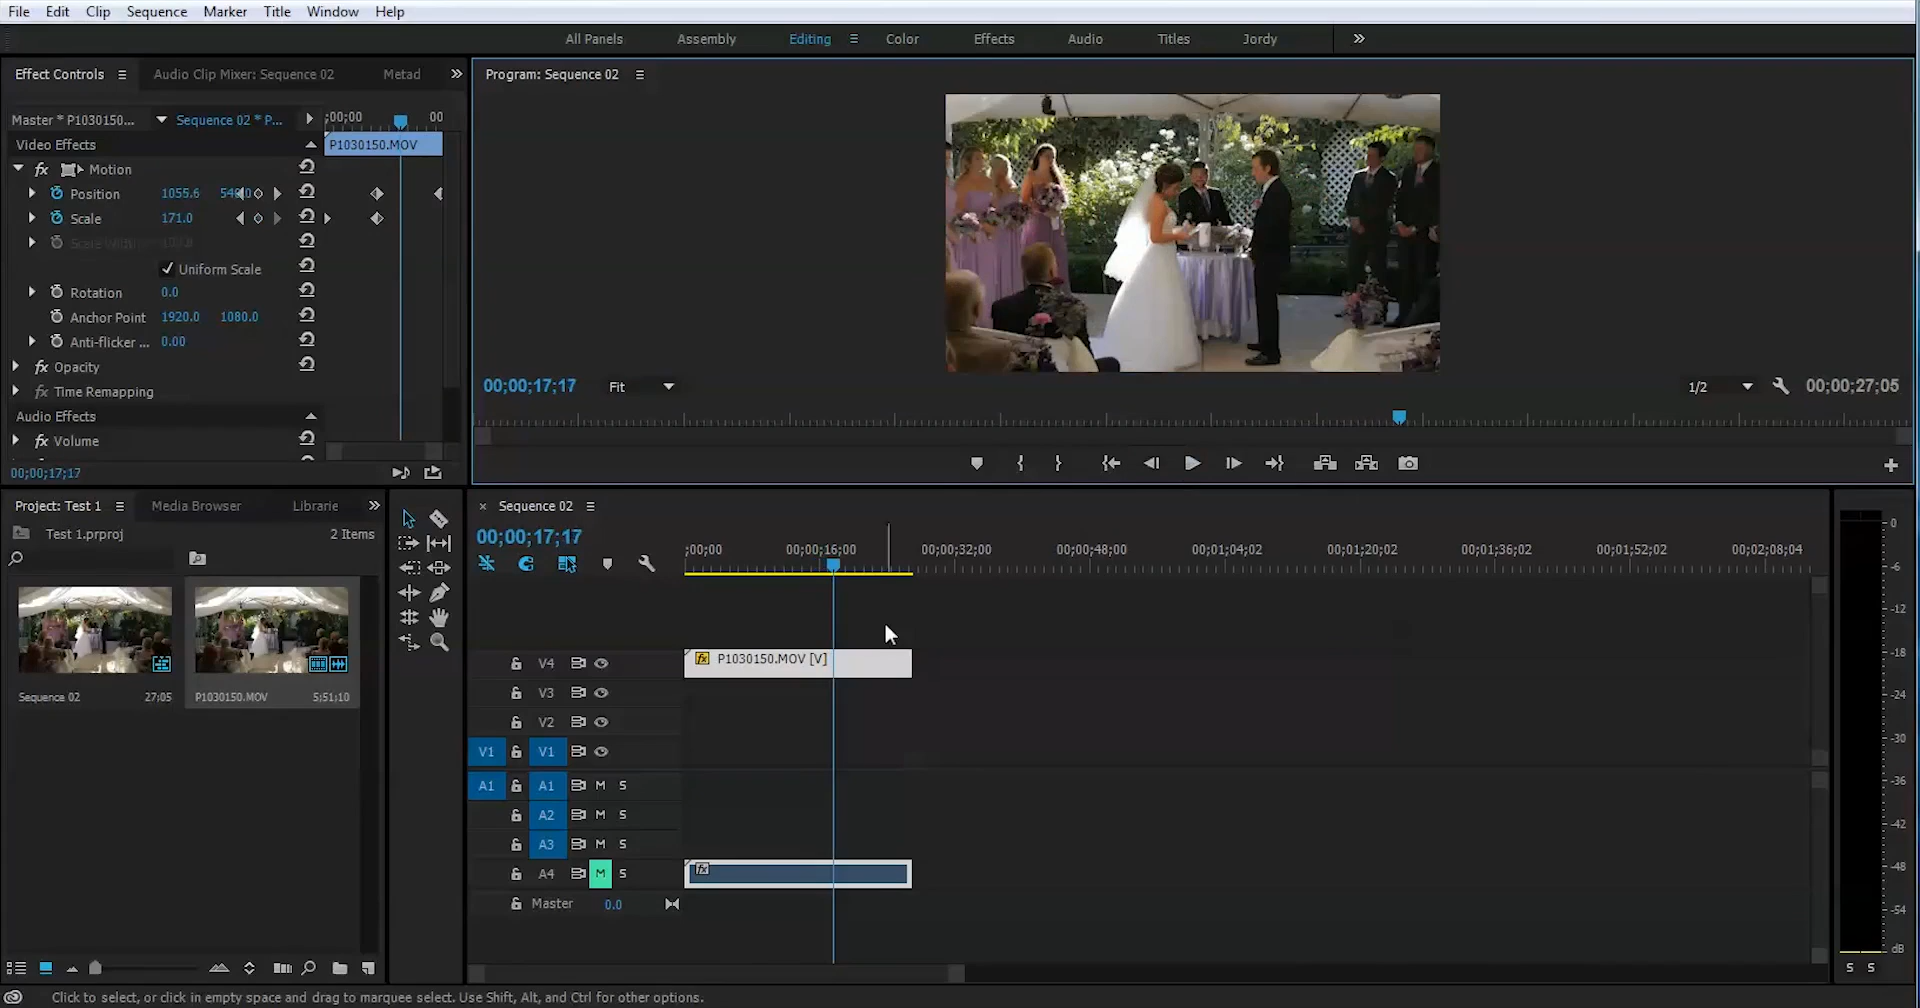 File Edit Clip Sequence Marker Title Window Help
All Panels Assembly Editing Color Effects Audio Titles Jordy
Effect Controls Audio Clip Mixer: Sequence 02 Metad
Program: Sequence 02
Master * P1030150... Sequence 02 * P... ;00;00 00
Video Effects P1030150.MOV
fx Motion
Position 1055.6
Scale 171.0
Uniform Scale
Rotation 0.0
Anchor Point 1920.0 1080.0
Anti-flicker ... 0.00
fx Opacity
fx Time Remapping
Audio Effects
fx Volume
00;00;17;17
00;00;17;17 Fit 1/2 00;00;27;05
Project: Test 1 Media Browser Librarie
Test 1.prproj 2 Items
Sequence 02 27;05 P1030150.MOV 5;51;10
Sequence 02
00;00;17;17
;00;00 00;00;16;00 00;00;32;00 00;00;48;00 00;01;04;02 00;01;20;02 00;01;36;02 00;01;52;02 00;02;08;04
V4 fx P1030150.MOV [V]
V3
V2
V1 V1
A1 A1 M S
A2 M S
A3 M S
A4 M S fx
Master 0.0
0
-6
-12
-18
-24
-30
-36
-42
-48
-54
dB
S S
Click to select, or click in empty space and drag to marquee select. Use Shift, Alt, and Ctrl for other options.